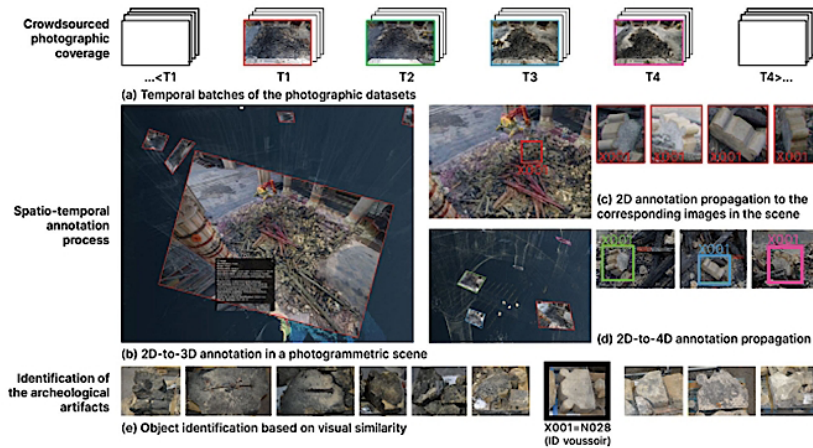 Crowdsourced
photographic
coverage
...<T1
T1
T2
T3
T4
T4>...
(a) Temporal batches of the photographic datasets
Spatio-temporal
annotation
process
X001
X001
X001
X001
X001
(c) 2D annotation propagation to the
corresponding images in the scene
X001
X001
X001
(d) 2D-to-4D annotation propagation
(b) 2D-to-3D annotation in a photogrammetric scene
Identification of
the archeological
artifacts
(e) Object identification based on visual similarity
X001=N028
(ID voussoir)